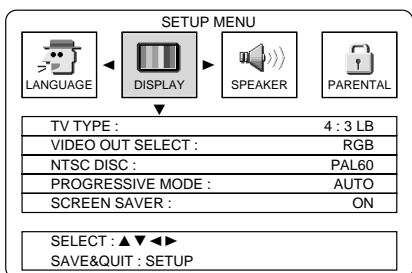 SETUP MENU
LANGUAGE ◄ DISPLAY ► SPEAKER PARENTAL
▼
TV TYPE : 4 : 3 LB
VIDEO OUT SELECT : RGB
NTSC DISC : PAL60
PROGRESSIVE MODE : AUTO
SCREEN SAVER : ON
SELECT : ▲ ▼ ◄ ►
SAVE&QUIT : SETUP